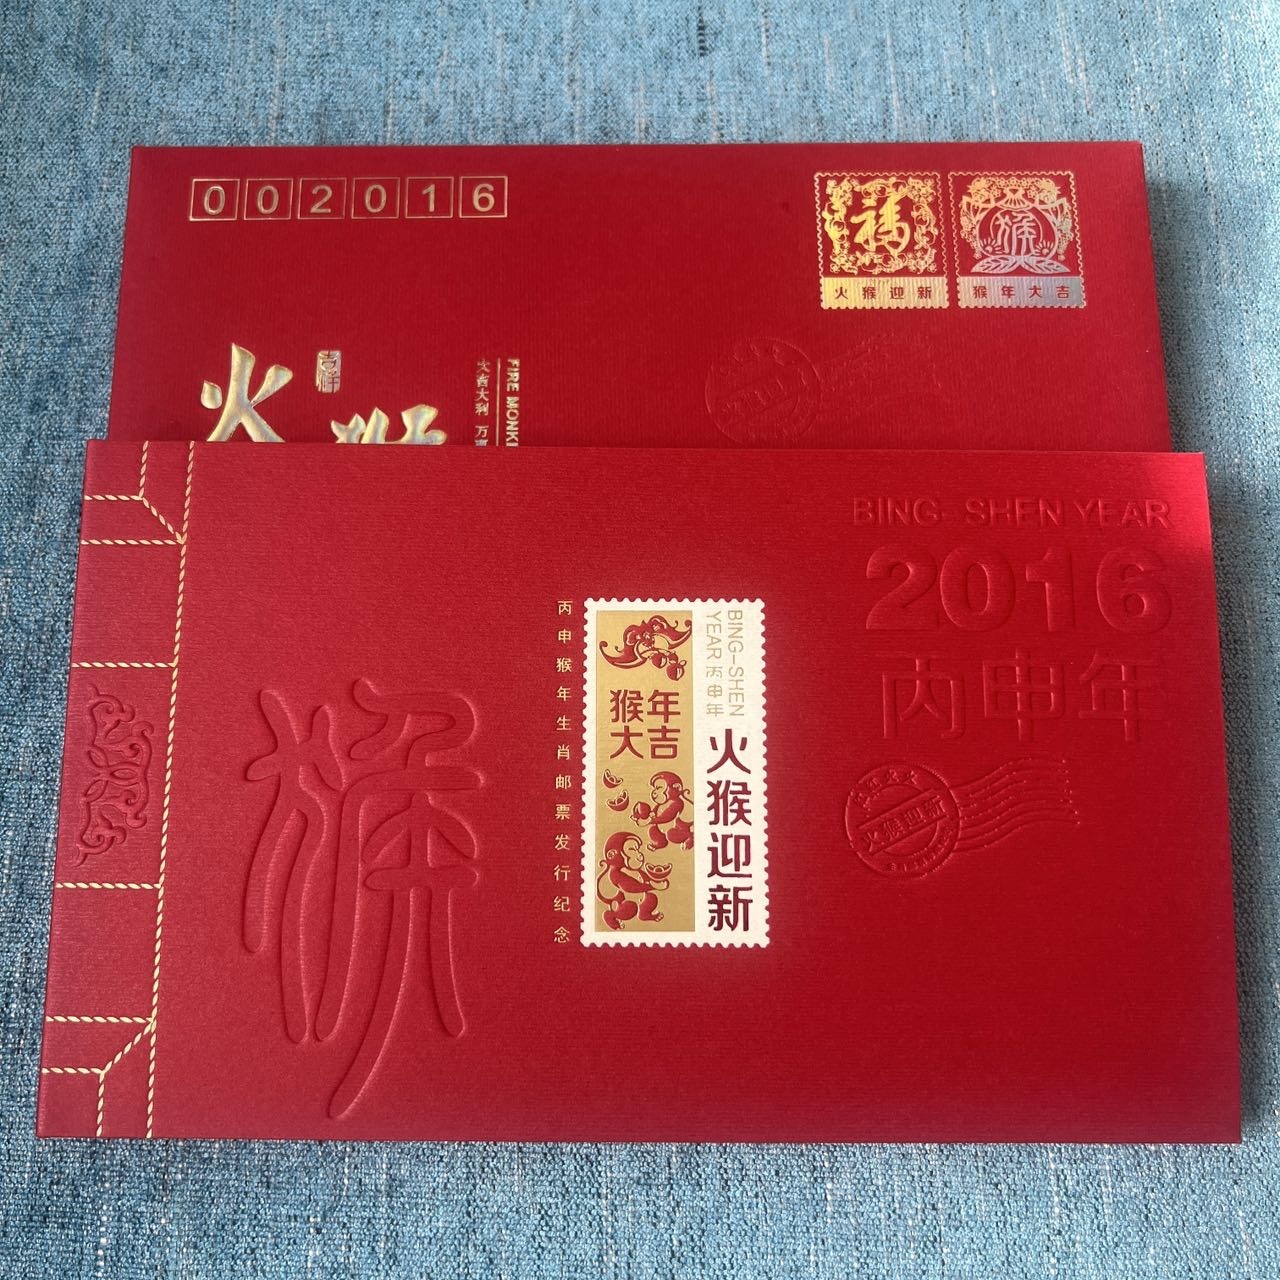 002016
福
火猴迎新
猴
猴年大吉
吉祥
火猴
大吉大利 万
FIRE MONK
BING-SHEN YEAR
2016
丙申年
丙申猴年生肖邮票发行纪念
猴年
大吉
BING-SHEN
YEAR 丙申年
火猴迎新
猴
火猴迎新